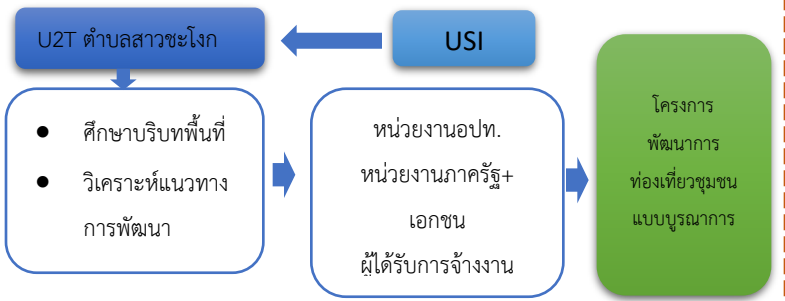 U2T ตำบลสาวชะโงก
USI
● ศึกษาบริบทพื้นที่
● วิเคราะห์แนวทาง
การพัฒนา
หน่วยงานอปท.
หน่วยงานภาครัฐ+
เอกชน
ผู้ได้รับการจ้างงาน
โครงการ
พัฒนาการ
ท่องเที่ยวชุมชน
แบบบูรณาการ